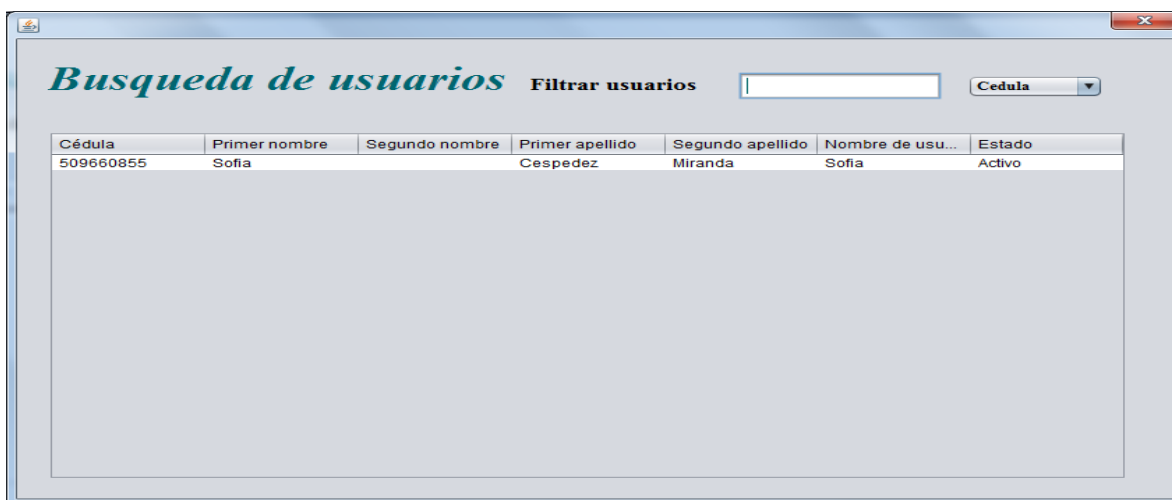 Busqueda de usuarios Filtrar usuarios Cedula
Cédula Primer nombre Segundo nombre Primer apellido Segundo apellido Nombre de usu... Estado
509660855 Sofia Cespedez Miranda Sofia Activo